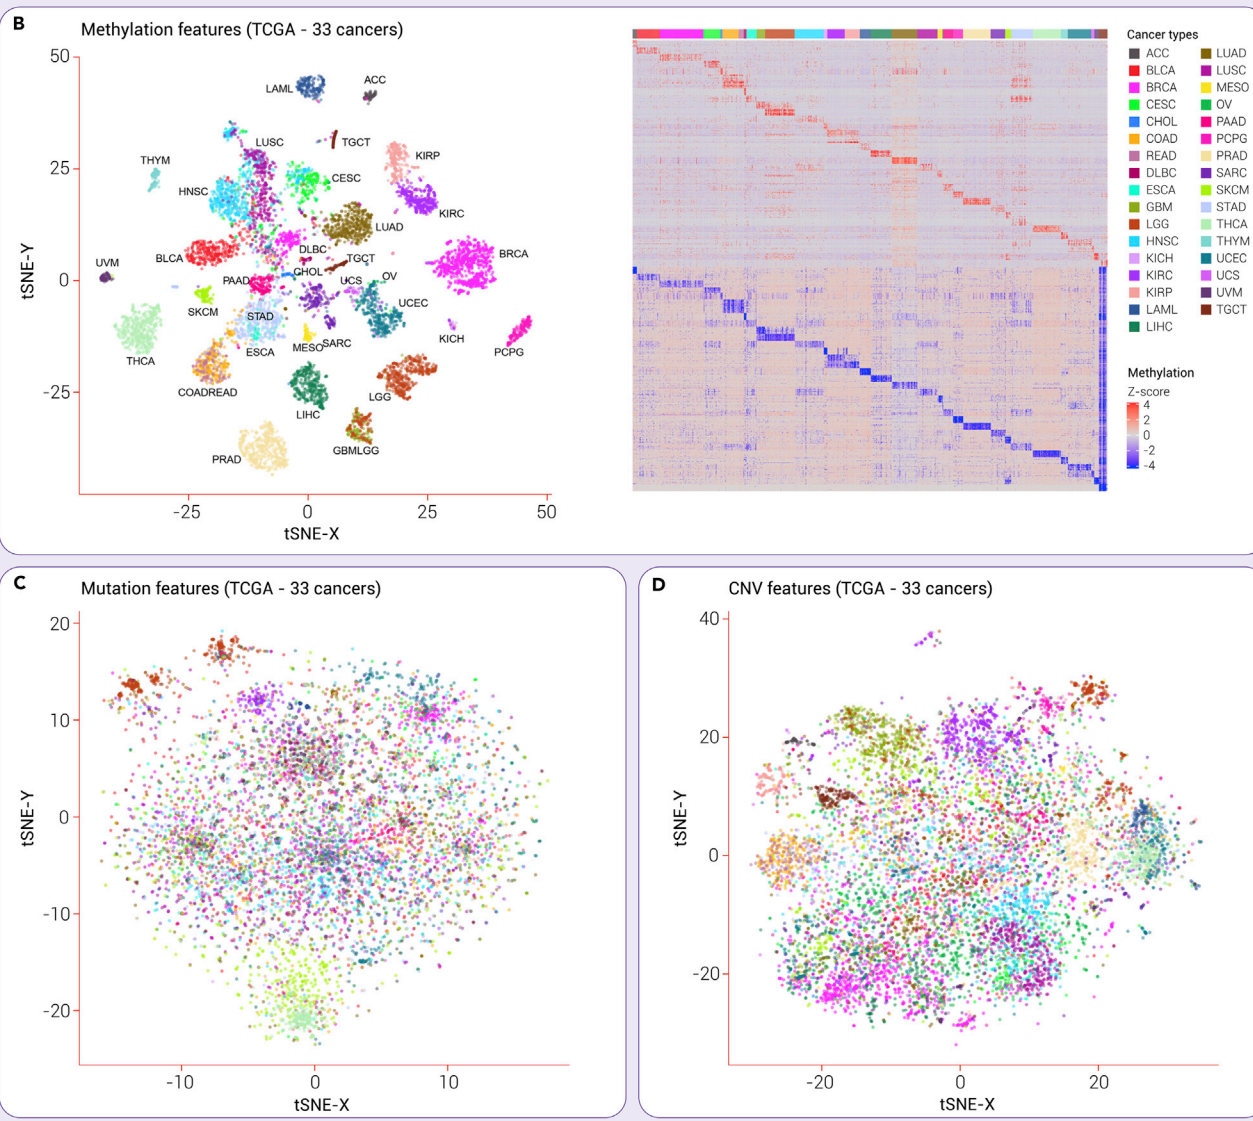 B
Methylation features (TCGA - 33 cancers)
50
25
0
-25
tSNE-Y
-25
0
25
50
tSNE-X
LAML
ACC
LUSC
TGCT
THYM
KIRP
HNSC
CESC
KIRC
LUAD
BLCA
DLBC
BRCA
TGCT
UVM
CHOL
OV
PAAD
UCS
SKCM
UCEC
STAD
KICH
THCA
ESCA
MESO
SARC
PCPG
COADREAD
LGG
LIHC
GBMLGG
PRAD
Cancer types
ACC
BLCA
BRCA
CESC
CHOL
COAD
READ
DLBC
ESCA
GBM
LGG
HNSC
KICH
KIRC
KIRP
LAML
LIHC
LUAD
LUSC
MESO
OV
PAAD
PCPG
PRAD
SARC
SKCM
STAD
THCA
THYM
UCEC
UCS
UVM
TGCT
Methylation
Z-score
4
2
0
-2
-4
C
Mutation features (TCGA - 33 cancers)
20
10
0
-10
-20
tSNE-Y
-10
0
10
tSNE-X
D
CNV features (TCGA - 33 cancers)
40
20
0
-20
tSNE-Y
-20
0
20
tSNE-X